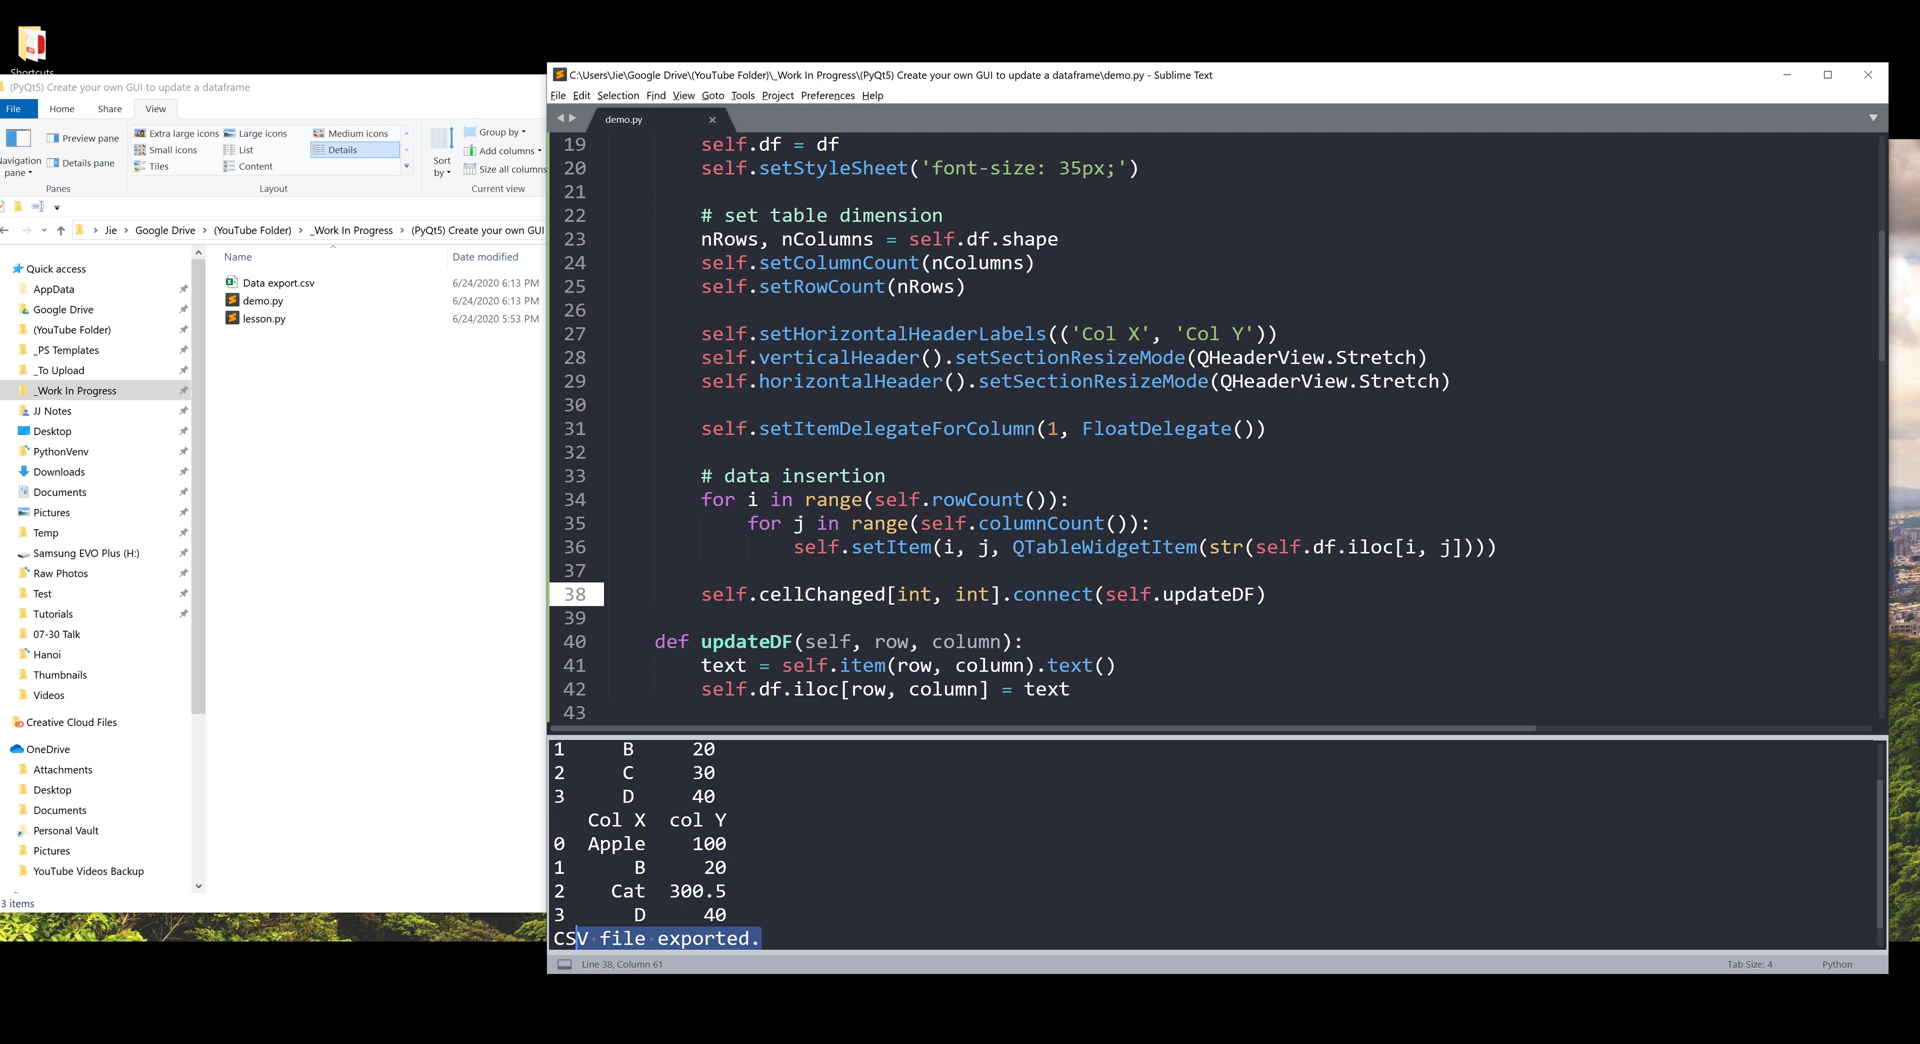 Shortcuts
(PyQt5) Create your own GUI to update a dataframe
File Home Share View
Navigation pane
Preview pane
Details pane
Panes
Extra large icons Large icons Medium icons
Small icons List Details
Tiles Content
Layout
Sort by
Group by
Add columns
Size all columns
Current view
Jie Google Drive (YouTube Folder) _Work In Progress (PyQt5) Create your own GUI
Name Date modified
Data export.csv 6/24/2020 6:13 PM
demo.py 6/24/2020 6:13 PM
lesson.py 6/24/2020 5:53 PM
Quick access
AppData
Google Drive
(YouTube Folder)
_PS Templates
_To Upload
_Work In Progress
JJ Notes
Desktop
PythonVenv
Downloads
Documents
Pictures
Temp
Samsung EVO Plus (H:)
Raw Photos
Test
Tutorials
07-30 Talk
Hanoi
Thumbnails
Videos
Creative Cloud Files
OneDrive
Attachments
Desktop
Documents
Personal Vault
Pictures
YouTube Videos Backup
3 items
C:\Users\Jie\Google Drive\(YouTube Folder)\_Work In Progress\(PyQt5) Create your own GUI to update a dataframe\demo.py - Sublime Text
File Edit Selection Find View Goto Tools Project Preferences Help
demo.py
19 self.df = df
20 self.setStyleSheet('font-size: 35px;')
21
22 # set table dimension
23 nRows, nColumns = self.df.shape
24 self.setColumnCount(nColumns)
25 self.setRowCount(nRows)
26
27 self.setHorizontalHeaderLabels(('Col X', 'Col Y'))
28 self.verticalHeader().setSectionResizeMode(QHeaderView.Stretch)
29 self.horizontalHeader().setSectionResizeMode(QHeaderView.Stretch)
30
31 self.setItemDelegateForColumn(1, FloatDelegate())
32
33 # data insertion
34 for i in range(self.rowCount()):
35 for j in range(self.columnCount()):
36 self.setItem(i, j, QTableWidgetItem(str(self.df.iloc[i, j])))
37
38 self.cellChanged[int, int].connect(self.updateDF)
39
40 def updateDF(self, row, column):
41 text = self.item(row, column).text()
42 self.df.iloc[row, column] = text
43
1 B 20
2 C 30
3 D 40
Col X col Y
0 Apple 100
1 B 20
2 Cat 300.5
3 D 40
CSV file exported.
Line 38, Column 61 Tab Size: 4 Python